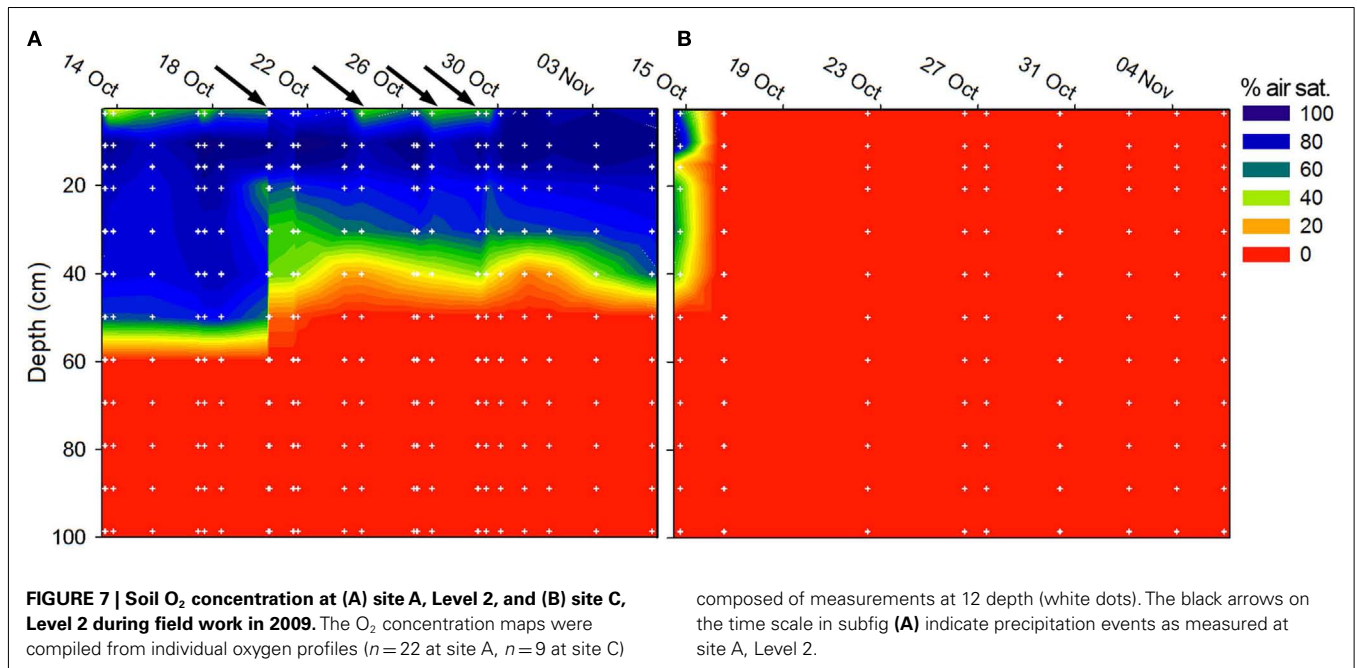 A
B
14 Oct
18 Oct
22 Oct
26 Oct
30 Oct
03 Nov
15 Oct
19 Oct
23 Oct
27 Oct
31 Oct
04 Nov
% air sat.
100
80
60
40
20
0
20
40
60
80
100
Depth (cm)
FIGURE 7 | Soil O₂ concentration at (A) site A, Level 2, and (B) site C,
Level 2 during field work in 2009. The O₂ concentration maps were
compiled from individual oxygen profiles (n = 22 at site A, n = 9 at site C)
composed of measurements at 12 depth (white dots). The black arrows on
the time scale in subfig (A) indicate precipitation events as measured at
site A, Level 2.